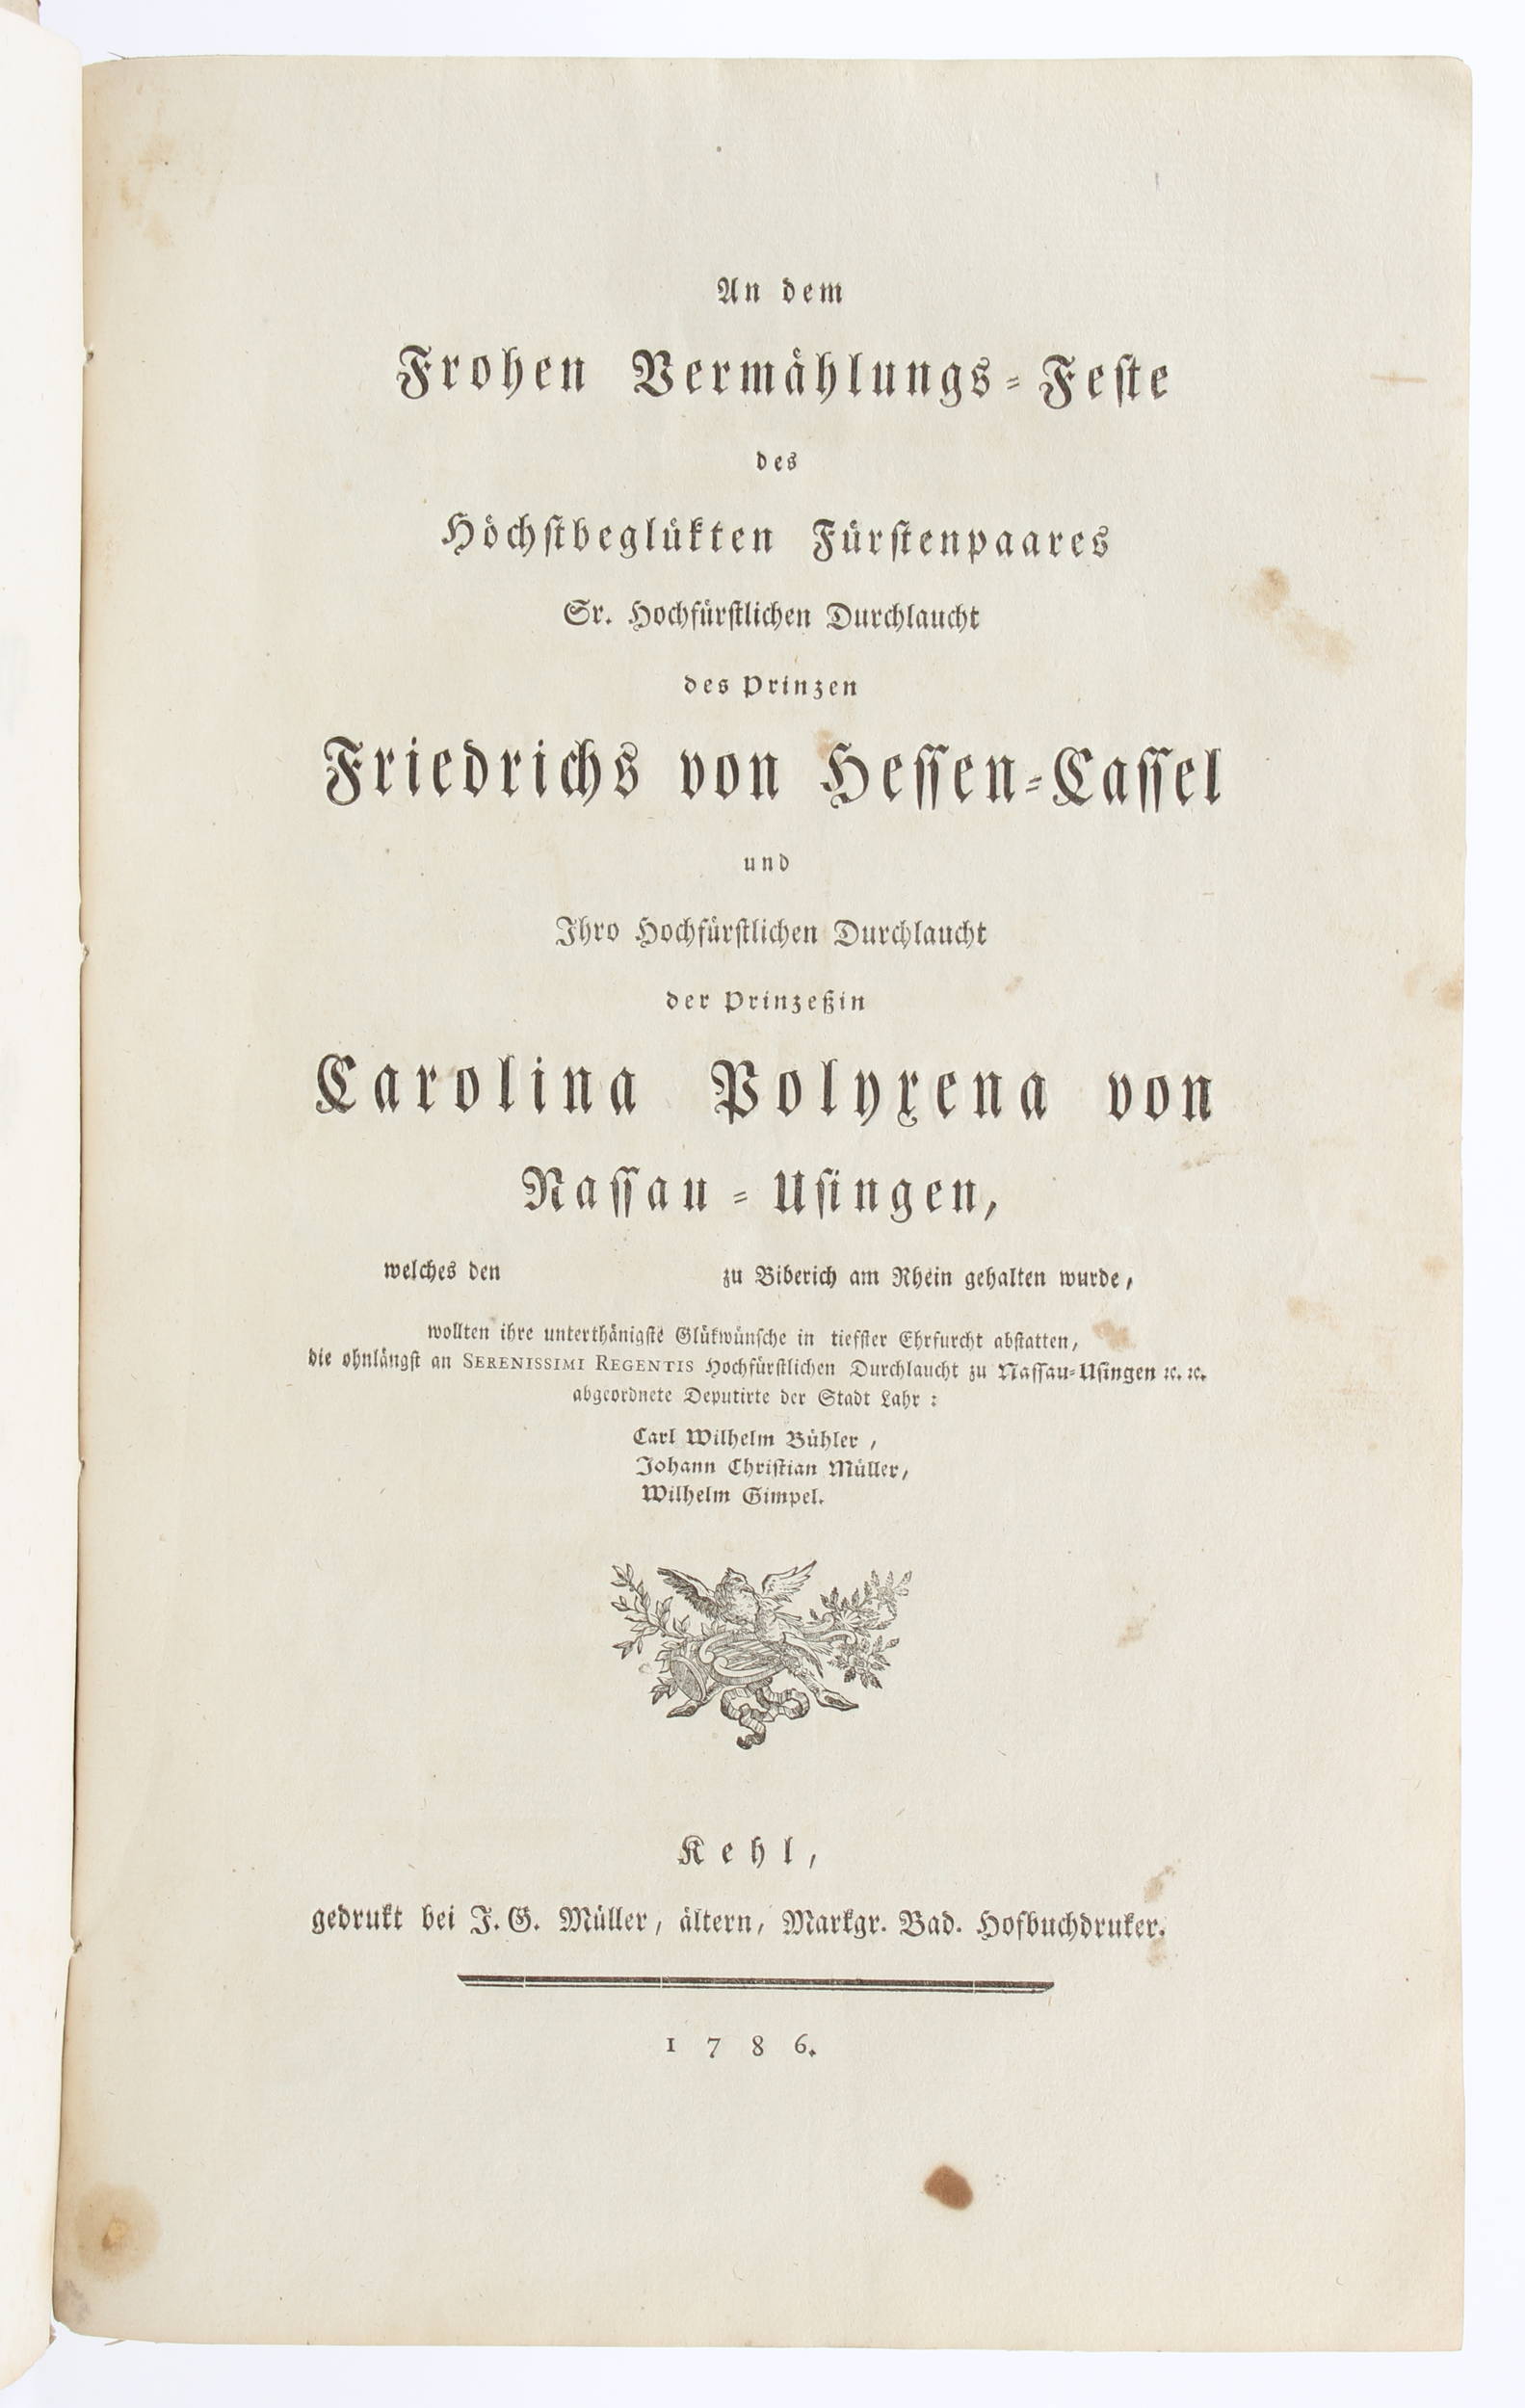 An dem
Frohen Vermählungs-Feste
des
Höchstbeglükten Fürstenpaares
Sr. Hochfürstlichen Durchlaucht
des Prinzen
Friedrichs von Hessen-Cassel
und
Ihro Hochfürstlichen Durchlaucht
der Prinzeßin
Carolina Polyxena von
Nassau-Usingen,
welches den zu Biberich am Rhein gehalten wurde,
wollten ihre unterthänigste Glükwünsche in tiefster Ehrfurcht abstatten,
die ohnlängst an SERENISSIMI REGENTIS Hochfürstlichen Durchlaucht zu Nassau-Usingen ꝛc. ꝛc.
abgeordnete Deputirte der Stadt Lahr:
Carl Wilhelm Bühler,
Johann Christian Müller,
Wilhelm Gimpel.
Kehl,
gedrukt bei J. G. Müller, ältern, Markgr. Bad. Hofbuchdruker.
1786.